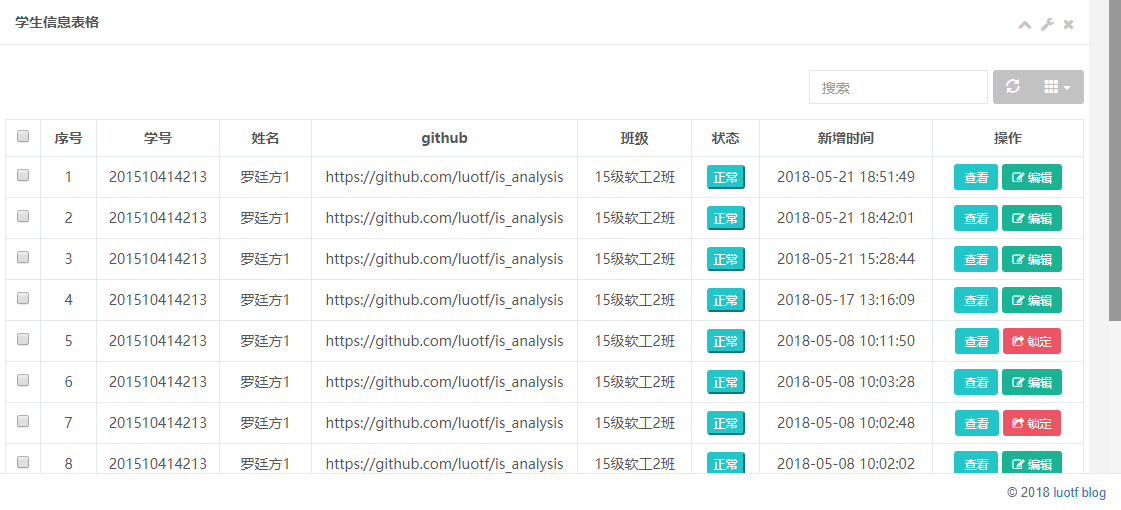 学生信息表格
搜索
序号 学号 姓名 github 班级 状态 新增时间 操作
1 201510414213 罗廷方1 https://github.com/luotf/is_analysis 15级软工2班 正常 2018-05-21 18:51:49 查看 编辑
2 201510414213 罗廷方1 https://github.com/luotf/is_analysis 15级软工2班 正常 2018-05-21 18:42:01 查看 编辑
3 201510414213 罗廷方1 https://github.com/luotf/is_analysis 15级软工2班 正常 2018-05-21 15:28:44 查看 编辑
4 201510414213 罗廷方1 https://github.com/luotf/is_analysis 15级软工2班 正常 2018-05-17 13:16:09 查看 编辑
5 201510414213 罗廷方1 https://github.com/luotf/is_analysis 15级软工2班 正常 2018-05-08 10:11:50 查看 锁定
6 201510414213 罗廷方1 https://github.com/luotf/is_analysis 15级软工2班 正常 2018-05-08 10:03:28 查看 编辑
7 201510414213 罗廷方1 https://github.com/luotf/is_analysis 15级软工2班 正常 2018-05-08 10:02:48 查看 锁定
8 201510414213 罗廷方1 https://github.com/luotf/is_analysis 15级软工2班 正常 2018-05-08 10:02:02 查看 编辑
© 2018 luotf blog